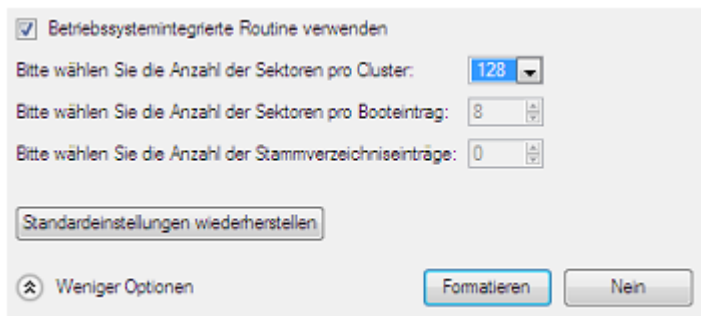 Betriebssystemintegrierte Routine verwenden
Bitte wählen Sie die Anzahl der Sektoren pro Cluster: 128
Bitte wählen Sie die Anzahl der Sektoren pro Booteintrag: 8
Bitte wählen Sie die Anzahl der Stammverzeichniseinträge: 0
Standardeinstellungen wiederherstellen
Weniger Optionen Formatieren Nein